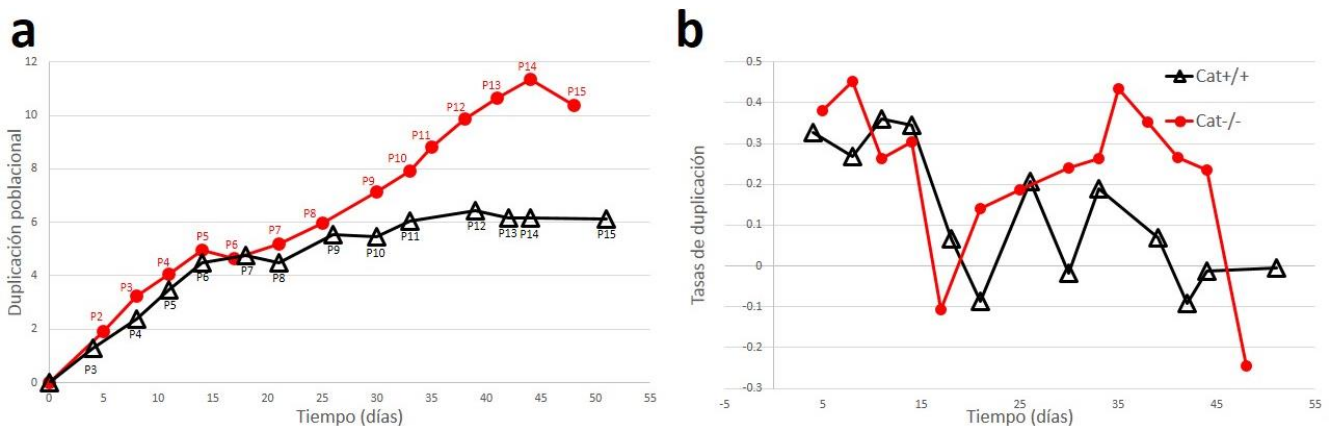 a
Duplicación poblacional
12
10
8
6
4
2
0
P2
P3
P4
P5
P6
P7
P8
P9
P10
P11
P12
P13
P14
P15
P3
P4
P5
P6
P7
P8
P9
P10
P11
P12
P13
P14
P15
0 5 10 15 20 25 30 35 40 45 50 55
Tiempo (días)
b
Tasas de duplicación
0.5
0.4
0.3
0.2
0.1
0
-0.1
-0.2
-0.3
Cat+/+
Cat-/-
-5 5 15 25 35 45 55
Tiempo (días)